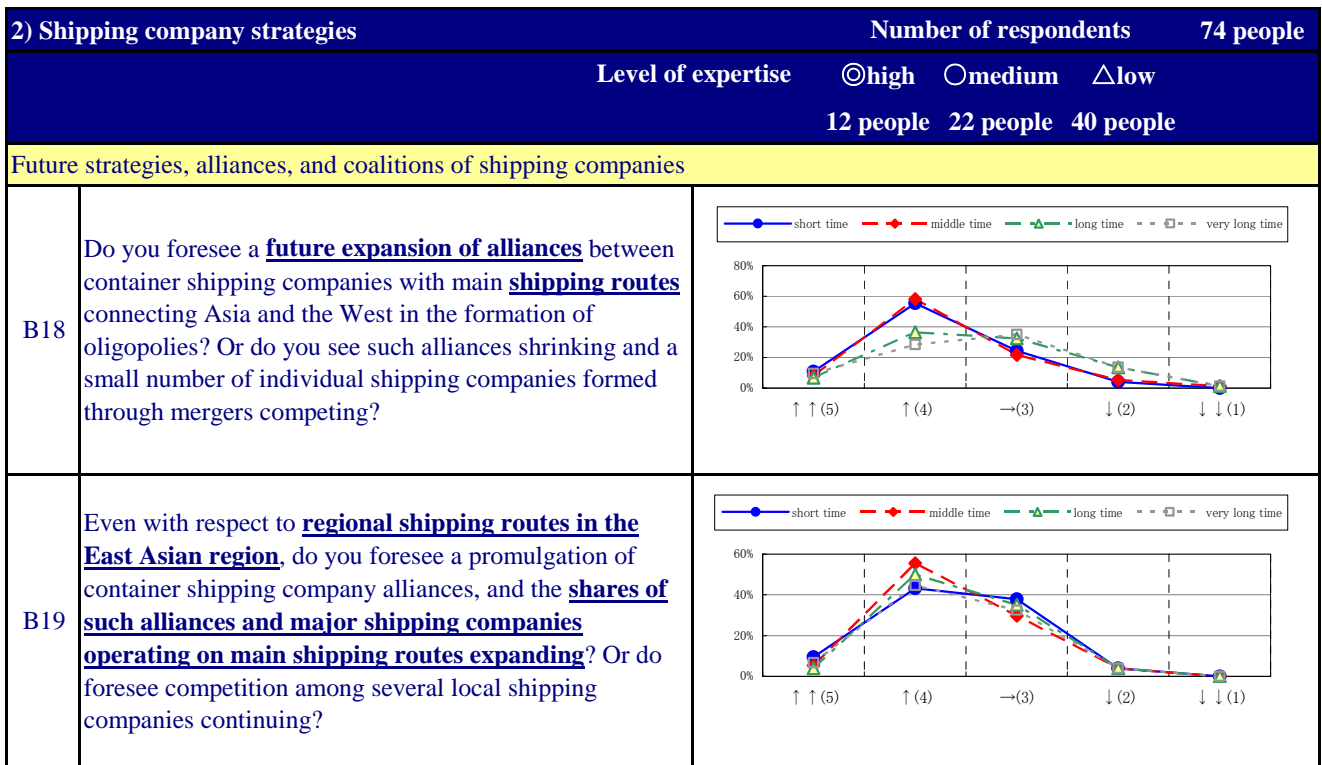 2) Shipping company strategies Number of respondents 74 people
Level of expertise ◎high ○medium △low
12 people 22 people 40 people
Future strategies, alliances, and coalitions of shipping companies
B18
Do you foresee a future expansion of alliances between
container shipping companies with main shipping routes
connecting Asia and the West in the formation of
oligopolies? Or do you see such alliances shrinking and a
small number of individual shipping companies formed
through mergers competing?
short time middle time long time very long time
80%
60%
40%
20%
0%
↑ ↑ (5) ↑ (4) →(3) ↓ (2) ↓ ↓ (1)
B19
Even with respect to regional shipping routes in the
East Asian region, do you foresee a promulgation of
container shipping company alliances, and the shares of
such alliances and major shipping companies
operating on main shipping routes expanding? Or do
foresee competition among several local shipping
companies continuing?
short time middle time long time very long time
60%
40%
20%
0%
↑ ↑ (5) ↑ (4) →(3) ↓ (2) ↓ ↓ (1)